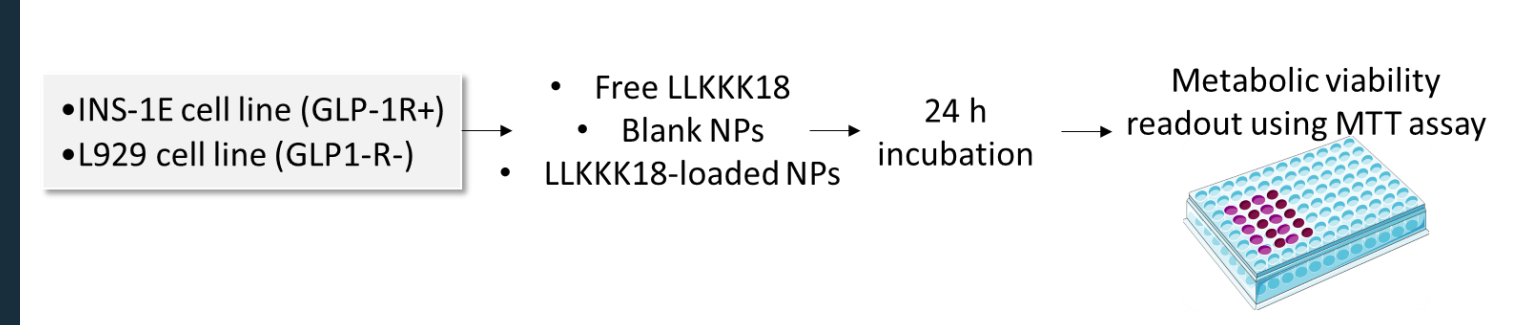 •INS-1E cell line (GLP-1R+)
•L929 cell line (GLP1-R-)
• Free LLKKK18
• Blank NPs
• LLKKK18-loaded NPs
24 h
incubation
Metabolic viability
readout using MTT assay